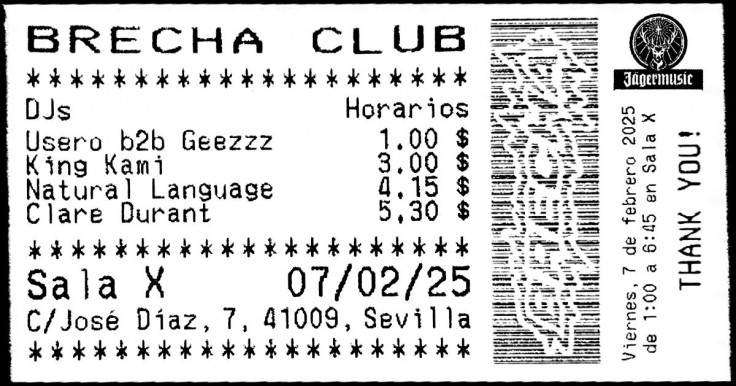 BRECHA CLUB
*********************
DJs Horarios
Usero b2b Geezzz 1.00 $
King Kami 3.00 $
Natural Language 4.15 $
Clare Durant 5,30 $
*********************
Sala X 07/02/25
C/José Díaz, 7, 41009, Sevilla
*********************
Jägermusic
Viernes, 7 de febrero 2025
de 1:00 a 6:45 en Sala X
THANK YOU!